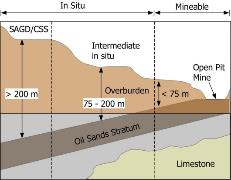 In Situ
Mineable
SAGD/CSS
Intermediate
in situ
Open Pit
Mine
Overburden
> 200 m
75 - 200 m
< 75 m
Oil Sands Stratum
Limestone